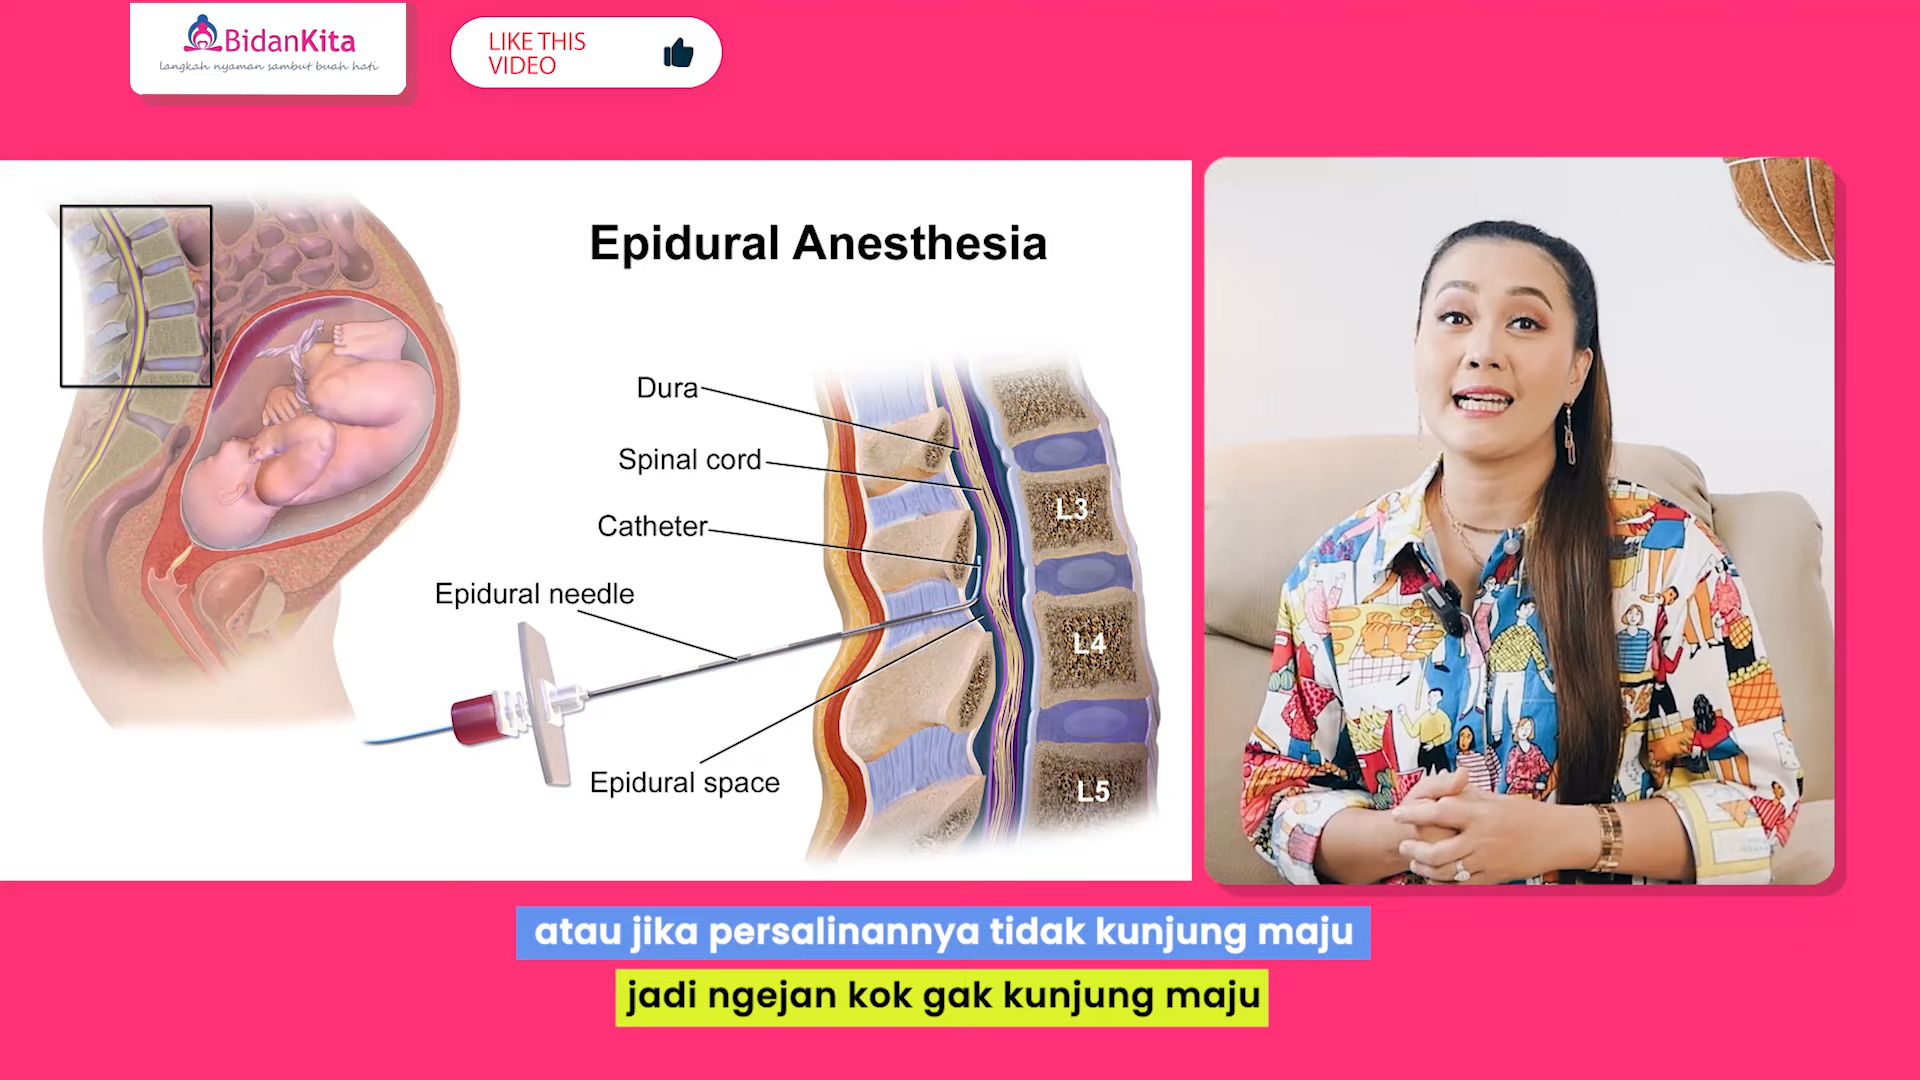 BidanKita
langkah nyaman sambut buah hati
LIKE THIS
VIDEO
Epidural Anesthesia
Dura
Spinal cord
Catheter
Epidural needle
Epidural space
L3
L4
L5
atau jika persalinannya tidak kunjung maju
jadi ngejan kok gak kunjung maju